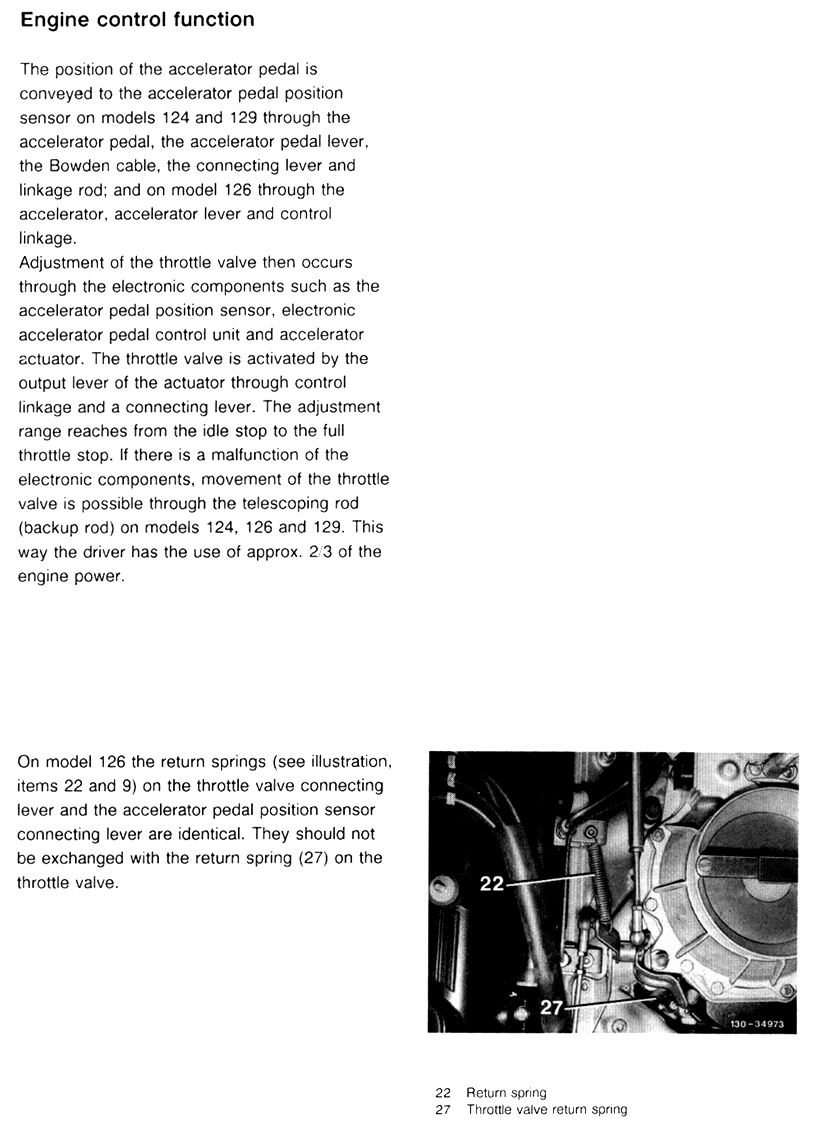 Engine control function
The position of the accelerator pedal is
conveyed to the accelerator pedal position
sensor on models 124 and 129 through the
accelerator pedal, the accelerator pedal lever,
the Bowden cable, the connecting lever and
linkage rod; and on model 126 through the
accelerator, accelerator lever and control
linkage.
Adjustment of the throttle valve then occurs
through the electronic components such as the
accelerator pedal position sensor, electronic
accelerator pedal control unit and accelerator
actuator. The throttle valve is activated by the
output lever of the actuator through control
linkage and a connecting lever. The adjustment
range reaches from the idle stop to the full
throttle stop. If there is a malfunction of the
electronic components, movement of the throttle
valve is possible through the telescoping rod
(backup rod) on models 124, 126 and 129. This
way the driver has the use of approx. 2/3 of the
engine power.
On model 126 the return springs (see illustration,
items 22 and 9) on the throttle valve connecting
lever and the accelerator pedal position sensor
connecting lever are identical. They should not
be exchanged with the return spring (27) on the
throttle valve.
22
27
130-34973
22 Return spring
27 Throttle valve return spring